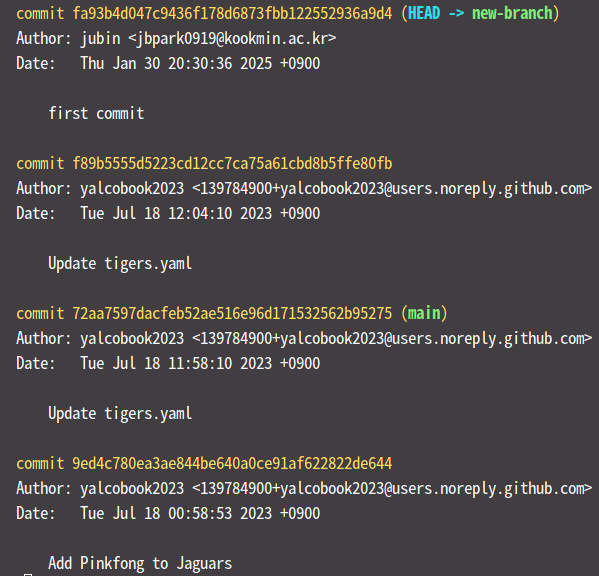 commit fa93b4d047c9436f178d6873fbb122552936a9d4 (HEAD -> new-branch)
Author: jubin <jbpark0919@kookmin.ac.kr>
Date:   Thu Jan 30 20:30:36 2025 +0900
first commit
commit f89b5555d5223cd12cc7ca75a61cbd8b5ffe80fb
Author: yalcobook2023 <139784900+yalcobook2023@users.noreply.github.com>
Date:   Tue Jul 18 12:04:10 2023 +0900
Update tigers.yaml
commit 72aa7597dacfeb52ae516e96d171532562b95275 (main)
Author: yalcobook2023 <139784900+yalcobook2023@users.noreply.github.com>
Date:   Tue Jul 18 11:58:10 2023 +0900
Update tigers.yaml
commit 9ed4c780ea3ae844be640a0ce91af622822de644
Author: yalcobook2023 <139784900+yalcobook2023@users.noreply.github.com>
Date:   Tue Jul 18 00:58:53 2023 +0900
Add Pinkfong to Jaguars